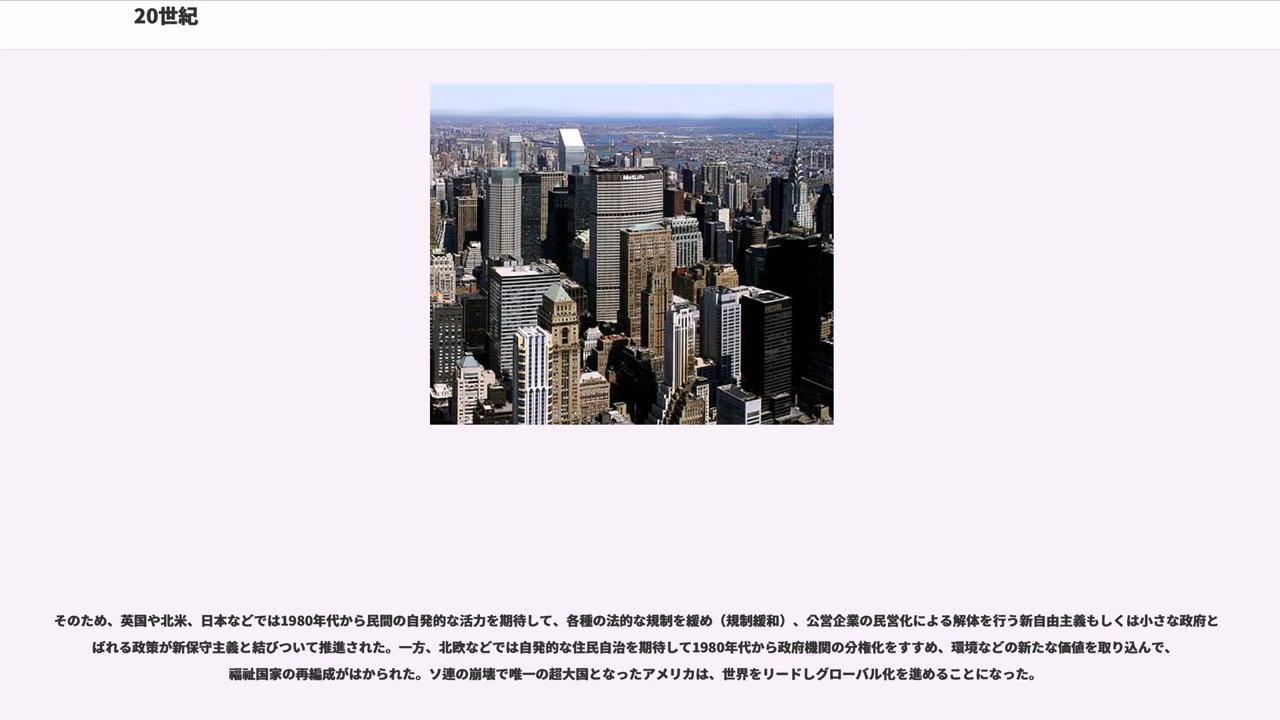 20世紀
MetLife
そのため、英国や北米、日本などでは1980年代から民間の自発的な活力を期待して、各種の法的な規制を緩め（規制緩和）、公営企業の民営化による解体を行う新自由主義もしくは小さな政府と
ばれる政策が新保守主義と結びついて推進された。一方、北欧などでは自発的な住民自治を期待して1980年代から政府機関の分権化をすすめ、環境などの新たな価値を取り込んで、
福祉国家の再編成がはかられた。ソ連の崩壊で唯一の超大国となったアメリカは、世界をリードしグローバル化を進めることになった。